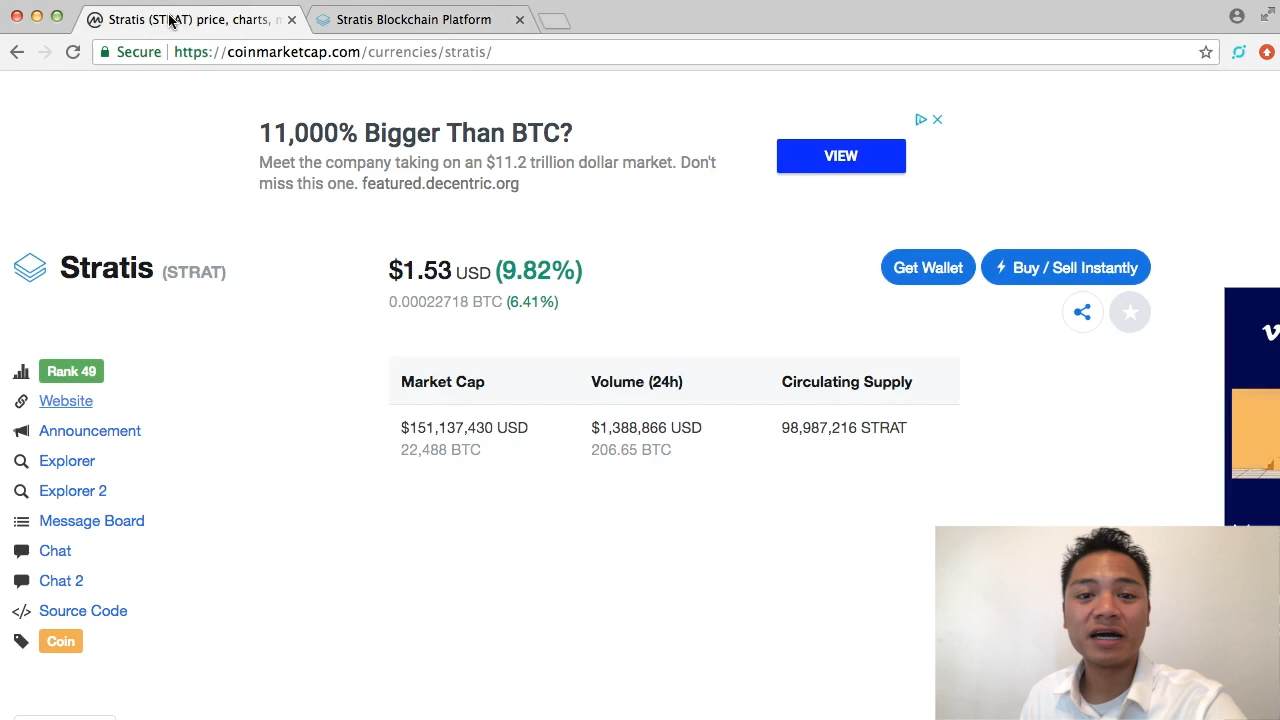 Stratis (STRAT) price, charts,
Stratis Blockchain Platform
Secure
https://coinmarketcap.com/currencies/stratis/
11,000% Bigger Than BTC?
Meet the company taking on an $11.2 trillion dollar market. Don't
miss this one. featured.decentric.org
VIEW
Stratis (STRAT)
$1.53 USD (9.82%)
0.00022718 BTC (6.41%)
Get Wallet
Buy / Sell Instantly
Rank 49
Website
Announcement
Explorer
Explorer 2
Message Board
Chat
Chat 2
Source Code
Coin
Market Cap Volume (24h) Circulating Supply
$151,137,430 USD $1,388,866 USD 98,987,216 STRAT
22,488 BTC 206.65 BTC